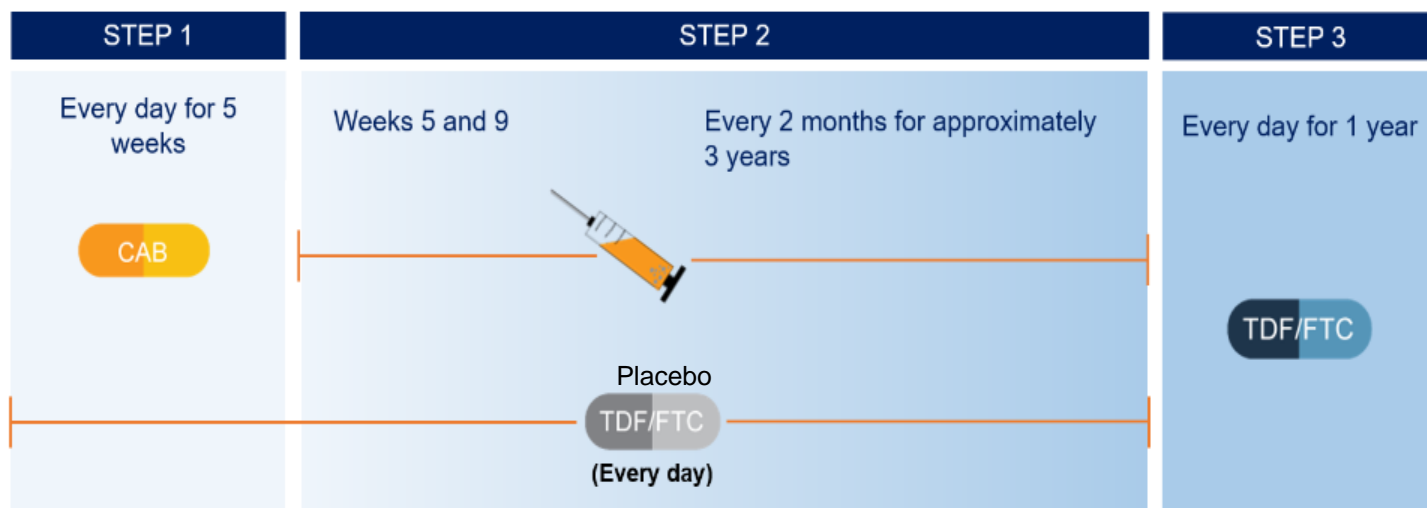 STEP 1
STEP 2
STEP 3
Every day for 5
weeks
Weeks 5 and 9
Every 2 months for approximately
3 years
Every day for 1 year
CAB
TDF/FTC
Placebo
TDF/FTC
(Every day)